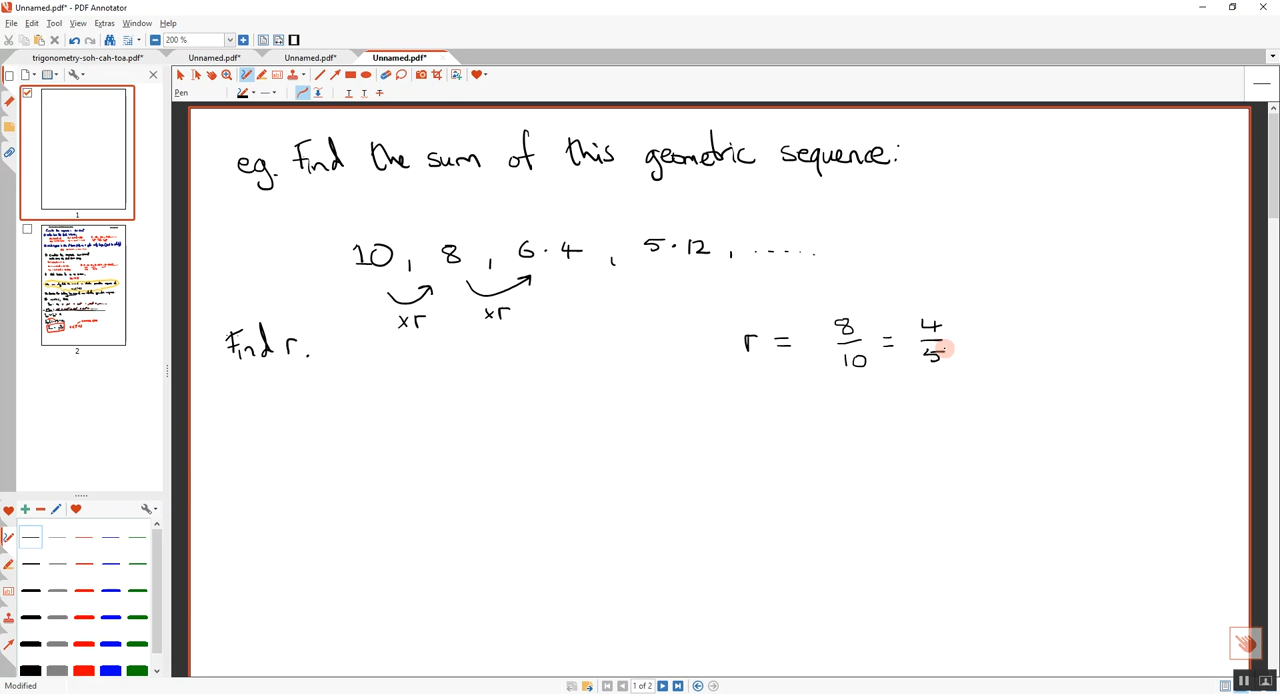 Unnamed.pdf* - PDF Annotator
File Edit View Tool Extras Window Help
200 %
trigonometry-soh-cah-toa.pdf* Unnamed.pdf* Unnamed.pdf* Unnamed.pdf*
Pen
eg. Find the sum of this geometric sequence:
10, 8, 6·4, 5·12, ......
xr xr
Find r. r = 8/10 = 4/5
1
2
Modified
1 of 2